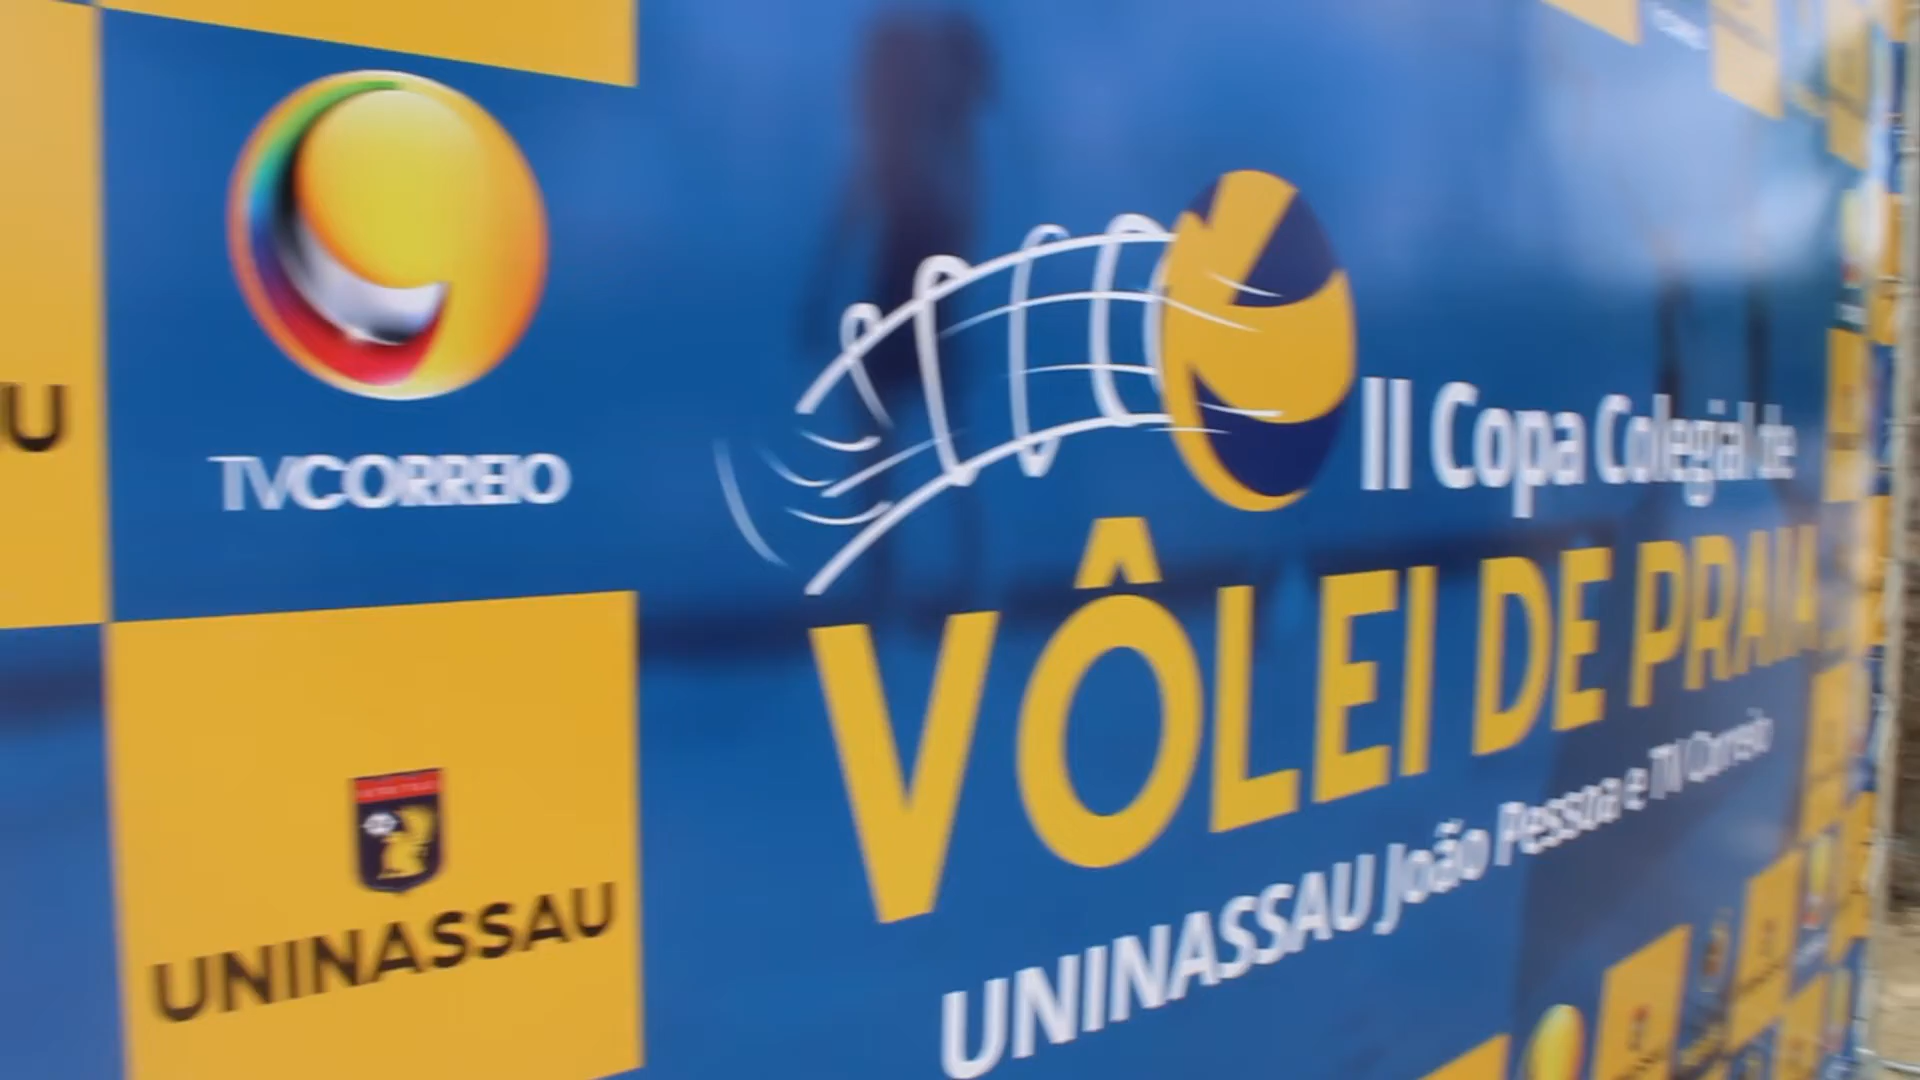 U
TVCORREIO
II Copa Colegial de
VÔLEI DE PRAIA
UNINASSAU João Pessoa e TV Correio
UNINASSAU